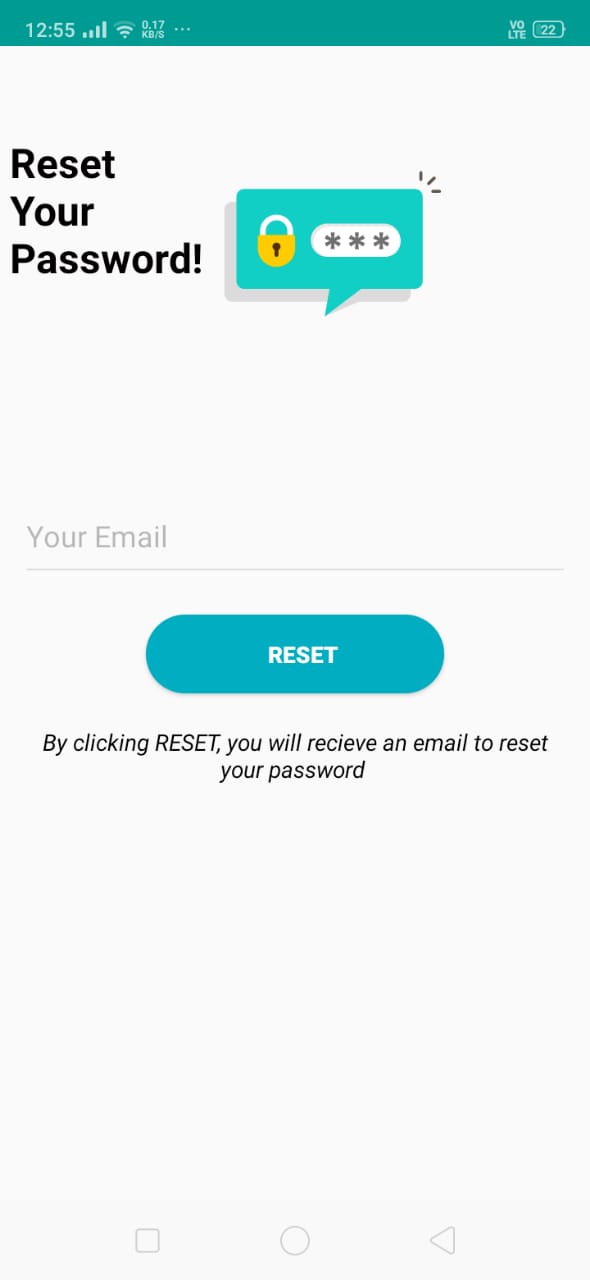 12:55 0.17 KB/S ... VO LTE 22
Reset
Your
Password!
***
Your Email
RESET
By clicking RESET, you will recieve an email to reset
your password